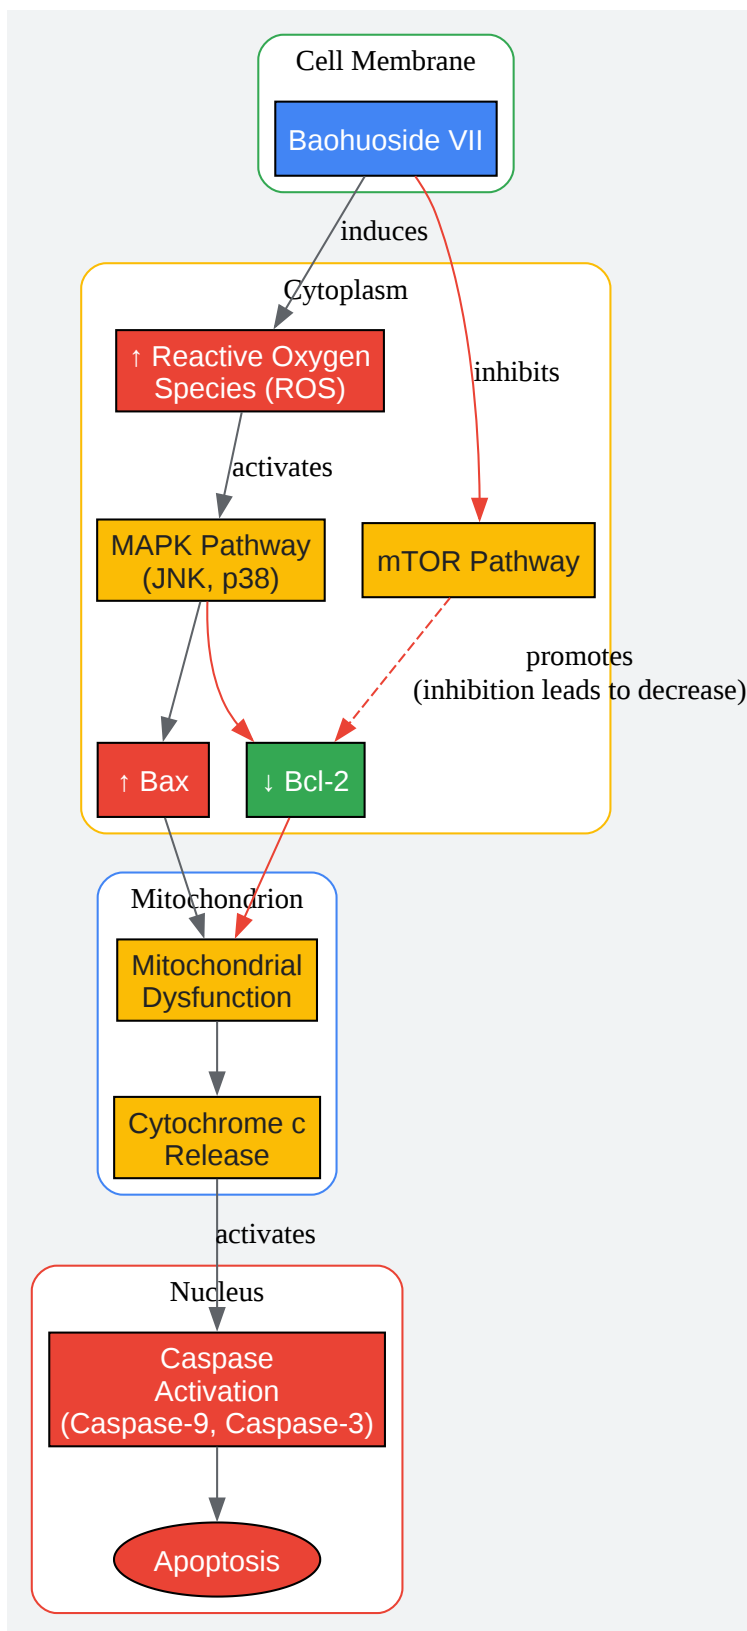 Cell Membrane
Baohuoside VII
induces
Cytoplasm
↑ Reactive Oxygen
Species (ROS)
inhibits
activates
MAPK Pathway
(JNK, p38)
mTOR Pathway
promotes
(inhibition leads to decrease)
↑ Bax
↓ Bcl-2
Mitochondrion
Mitochondrial
Dysfunction
Cytochrome c
Release
activates
Nucleus
Caspase
Activation
(Caspase-9, Caspase-3)
Apoptosis